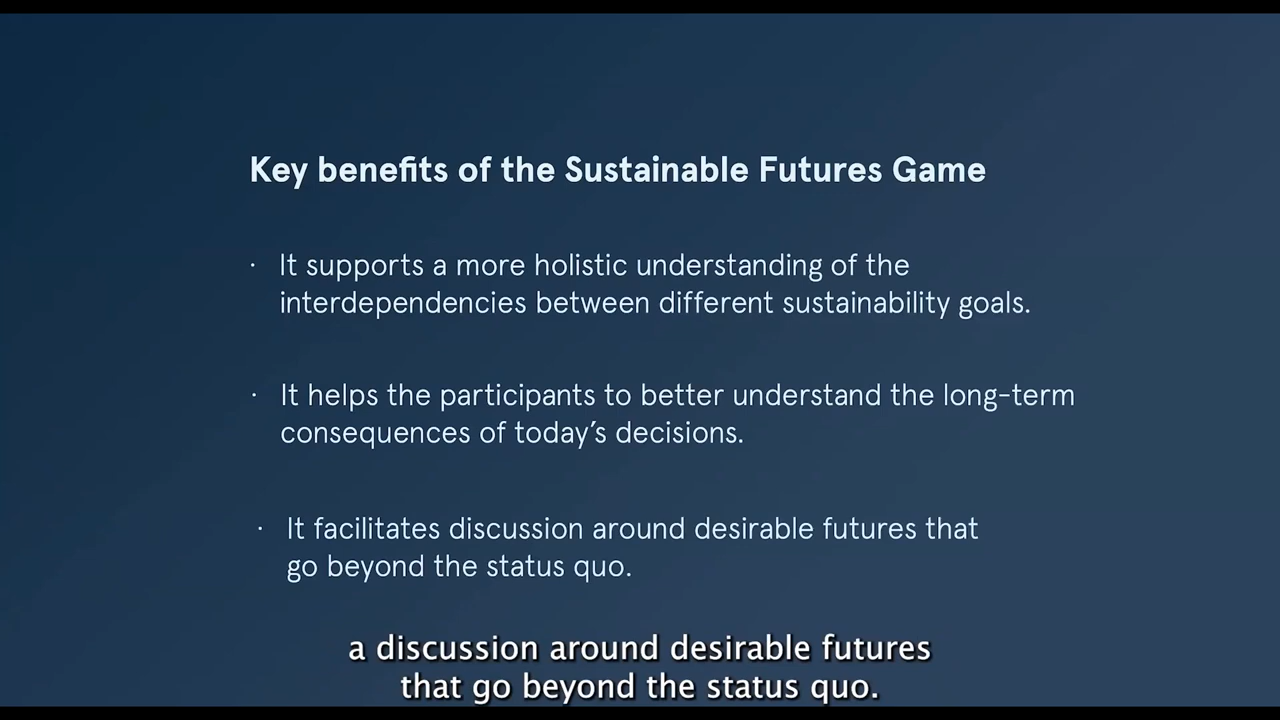 Key benefits of the Sustainable Futures Game
· It supports a more holistic understanding of the
interdependencies between different sustainability goals.
· It helps the participants to better understand the long-term
consequences of today’s decisions.
· It facilitates discussion around desirable futures that
go beyond the status quo.
a discussion around desirable futures
that go beyond the status quo.